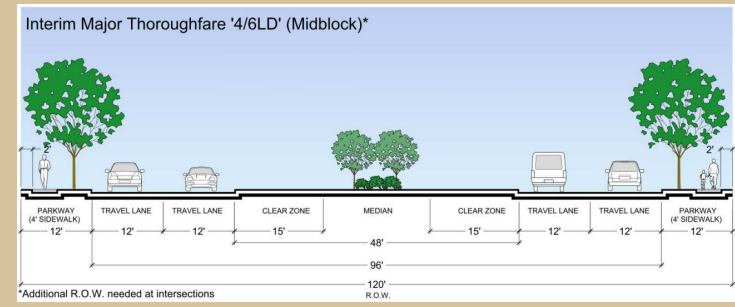 Interim Major Thoroughfare '4/6LD' (Midblock)*
2' 2'
PARKWAY TRAVEL LANE TRAVEL LANE CLEAR ZONE MEDIAN CLEAR ZONE TRAVEL LANE TRAVEL LANE PARKWAY
(4' SIDEWALK) (4' SIDEWALK)
12' 12' 12' 15' 15' 12' 12' 12'
48'
96'
120'
*Additional R.O.W. needed at intersections R.O.W.